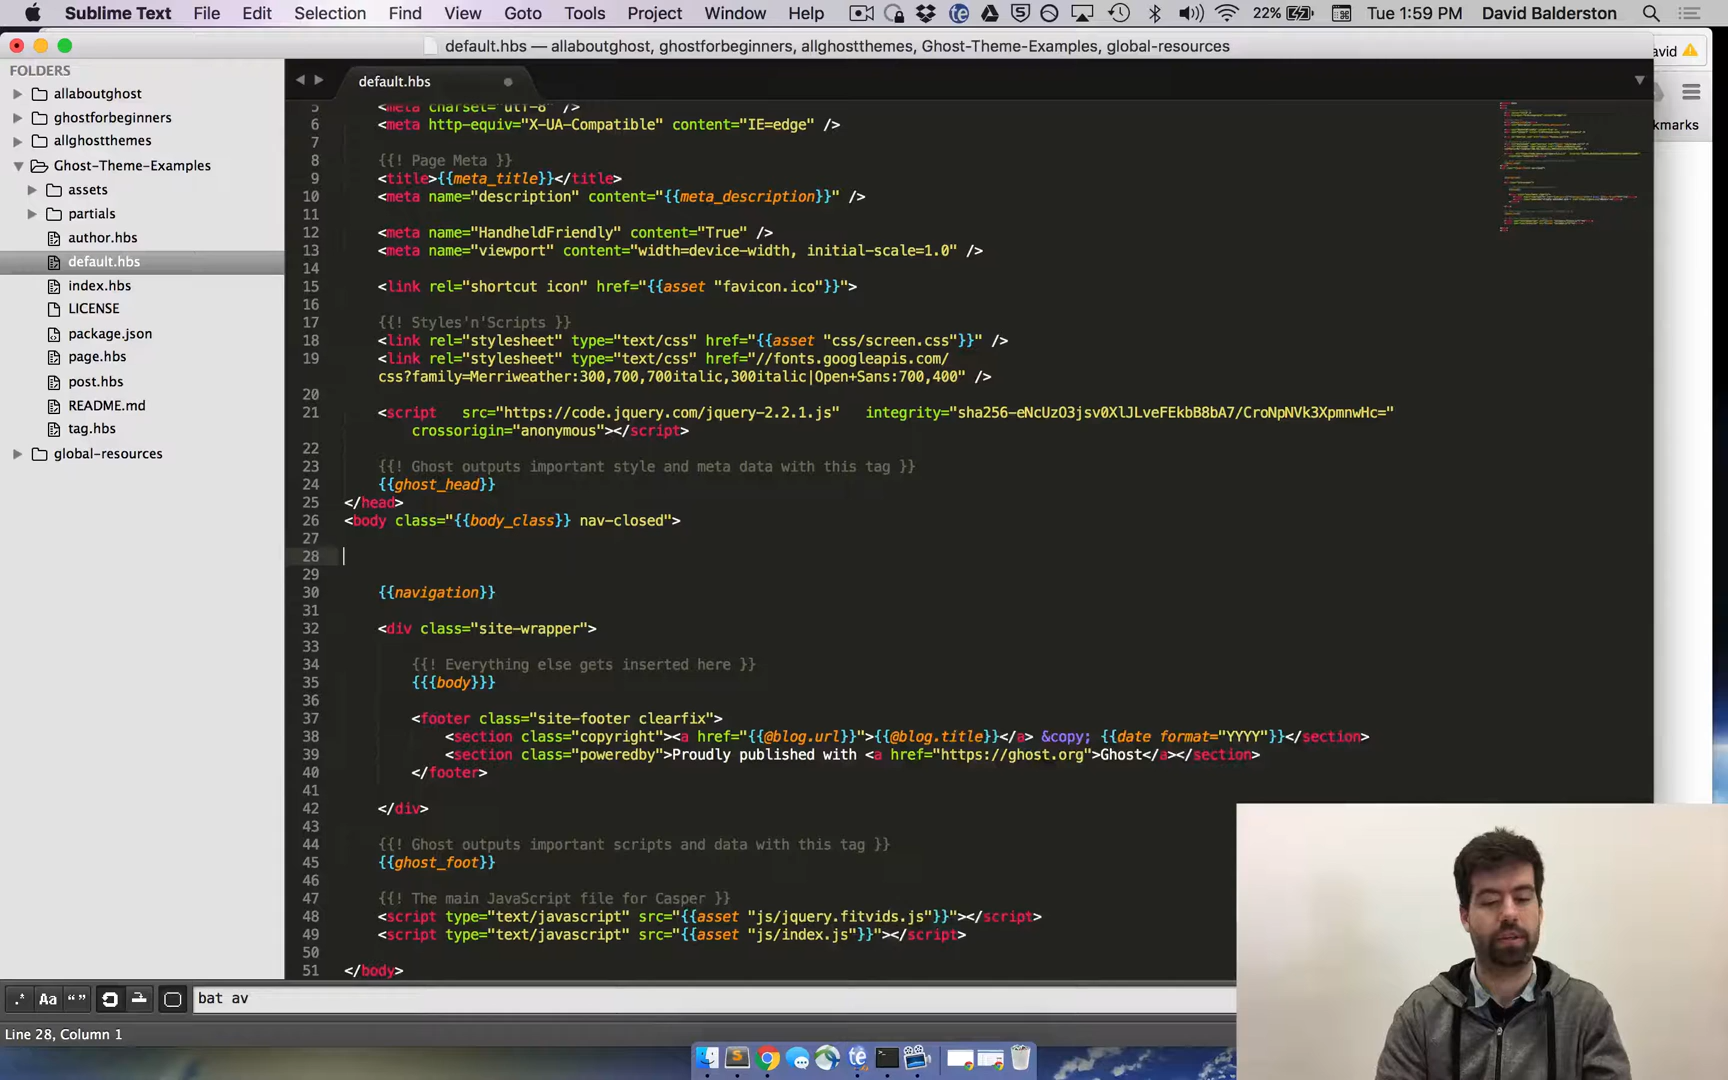 Sublime Text File Edit Selection Find View Goto Tools Project Window Help 22% Tue 1:59 PM David Balderston
default.hbs — allaboutghost, ghostforbeginners, allghostthemes, Ghost-Theme-Examples, global-resources
avid
kmarks
FOLDERS
allaboutghost
ghostforbeginners
allghostthemes
Ghost-Theme-Examples
assets
partials
author.hbs
default.hbs
index.hbs
LICENSE
package.json
page.hbs
post.hbs
README.md
tag.hbs
global-resources
default.hbs
5 <meta charset="utf-8" />
6 <meta http-equiv="X-UA-Compatible" content="IE=edge" />
7
8 {{! Page Meta }}
9 <title>{{meta_title}}</title>
10 <meta name="description" content="{{meta_description}}" />
11
12 <meta name="HandheldFriendly" content="True" />
13 <meta name="viewport" content="width=device-width, initial-scale=1.0" />
14
15 <link rel="shortcut icon" href="{{asset "favicon.ico"}}">
16
17 {{! Styles'n'Scripts }}
18 <link rel="stylesheet" type="text/css" href="{{asset "css/screen.css"}}" />
19 <link rel="stylesheet" type="text/css" href="//fonts.googleapis.com/
css?family=Merriweather:300,700,700italic,300italic|Open+Sans:700,400" />
20
21 <script src="https://code.jquery.com/jquery-2.2.1.js" integrity="sha256-eNcUzO3jsv0XlJLveFEkbB8bA7/CroNpNVk3XpmnwHc="
crossorigin="anonymous"></script>
22
23 {{! Ghost outputs important style and meta data with this tag }}
24 {{ghost_head}}
25 </head>
26 <body class="{{body_class}} nav-closed">
27
28
29
30 {{navigation}}
31
32 <div class="site-wrapper">
33
34 {{! Everything else gets inserted here }}
35 {{{body}}}
36
37 <footer class="site-footer clearfix">
38 <section class="copyright"><a href="{{@blog.url}}">{{@blog.title}}</a> &copy; {{date format="YYYY"}}</section>
39 <section class="poweredby">Proudly published with <a href="https://ghost.org">Ghost</a></section>
40 </footer>
41
42 </div>
43
44 {{! Ghost outputs important scripts and data with this tag }}
45 {{ghost_foot}}
46
47 {{! The main JavaScript file for Casper }}
48 <script type="text/javascript" src="{{asset "js/jquery.fitvids.js"}}"></script>
49 <script type="text/javascript" src="{{asset "js/index.js"}}"></script>
50
51 </body>
.* Aa “” bat av
Line 28, Column 1